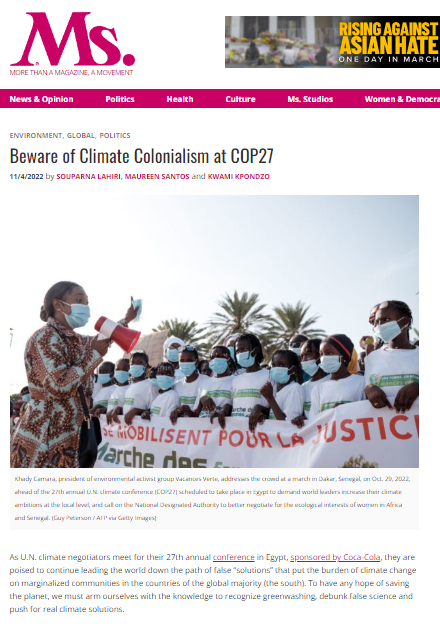 Ms.
MORE THAN A MAGAZINE, A MOVEMENT
RISING AGAINST
ASIAN HATE
ONE DAY IN MARCH
News & Opinion Politics Health Culture Ms. Studios Women & Democra
ENVIRONMENT, GLOBAL, POLITICS
Beware of Climate Colonialism at COP27
11/4/2022 by SOUPARNA LAHIRI, MAUREEN SANTOS and KWAMI KPONDZO
SE MOBILISENT POUR LA JUSTIC
Marche des
Khady Camara, president of environmental activist group Vacances Verte, addresses the crowd at a march in Dakar, Senegal, on Oct. 29, 2022,
ahead of the 27th annual U.N. climate conference (COP27) scheduled to take place in Egypt to demand world leaders increase their climate
ambitions at the local level, and call on the National Designated Authority to better negotiate for the ecological interests of women in Africa
and Senegal. (Guy Peterson / AFP via Getty Images)
As U.N. climate negotiators meet for their 27th annual conference in Egypt, sponsored by Coca-Cola, they are
poised to continue leading the world down the path of false "solutions" that put the burden of climate change
on marginalized communities in the countries of the global majority (the south). To have any hope of saving
the planet, we must arm ourselves with the knowledge to recognize greenwashing, debunk false science and
push for real climate solutions.